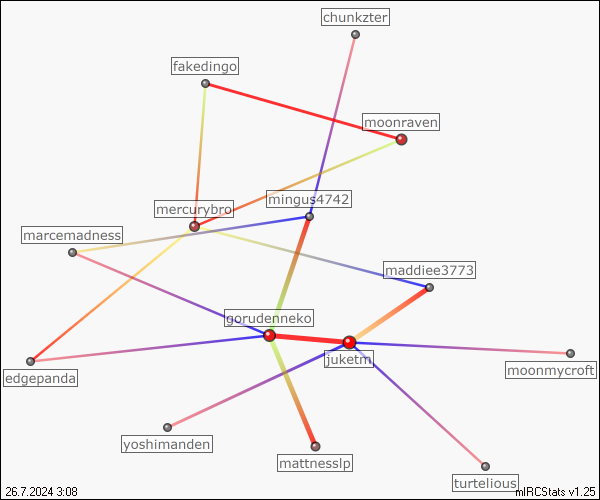 chunkzter
fakedingo
moonraven
mingus4742
mercurybro
marcemadness
maddiee3773
gorudenneko
juketm
moonmycroft
edgepanda
yoshimanden
mattnesslp
turtelious
26.7.2024 3:08
mIRCStats v1.25